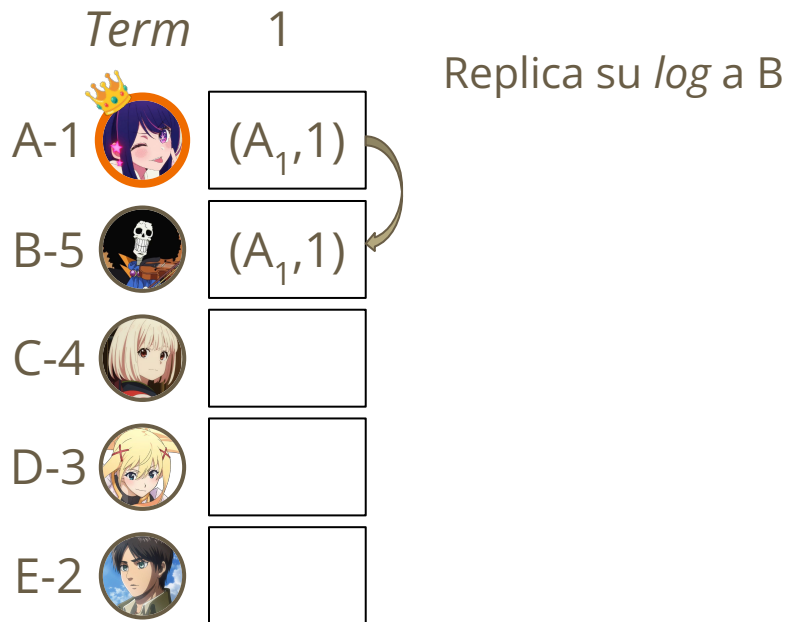 Term 1
Replica su log a B
A-1 (A1,1)
B-5 (A1,1)
C-4
D-3
E-2